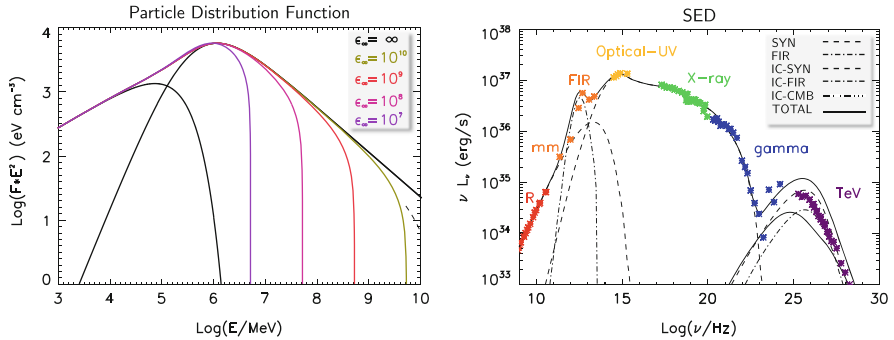 Particle Distribution Function
Log(F*E²) (eV cm⁻³)
4
3
2
1
0
ϵ∞= ∞
ϵ∞=10¹⁰
ϵ∞=10⁹
ϵ∞=10⁸
ϵ∞=10⁷
3 4 5 6 7 8 9 10
Log(E/MeV)
SED
ν Lν (erg/s)
10³⁸
10³⁷
10³⁶
10³⁵
10³⁴
10³³
Optical-UV
FIR
X-ray
mm
gamma
R
TeV
SYN
FIR
IC-SYN
IC-FIR
IC-CMB
TOTAL
10 15 20 25 30
Log(ν/Hz)